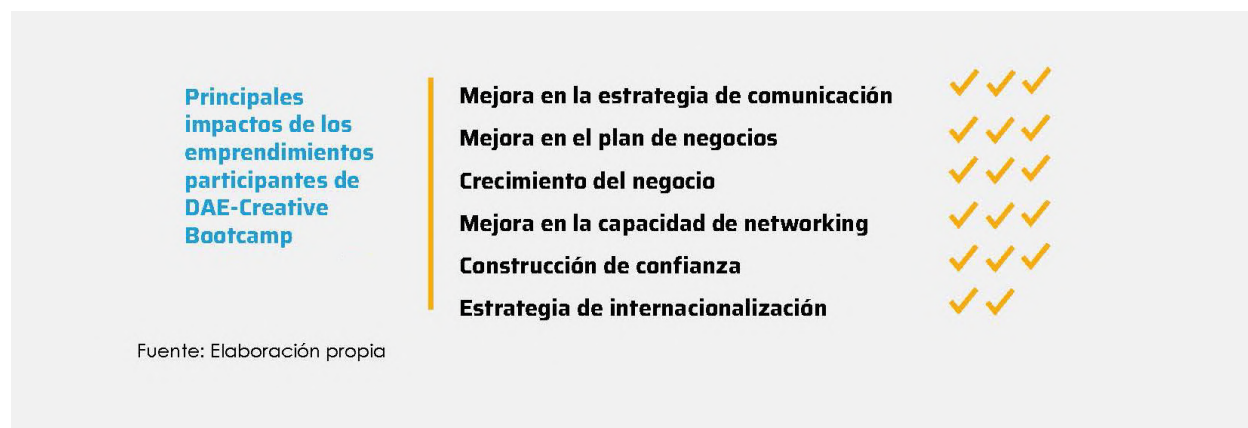 Principales
impactos de los
emprendimientos
participantes de
DAE-Creative
Bootcamp
Mejora en la estrategia de comunicación
Mejora en el plan de negocios
Crecimiento del negocio
Mejora en la capacidad de networking
Construcción de confianza
Estrategia de internacionalización
Fuente: Elaboración propia